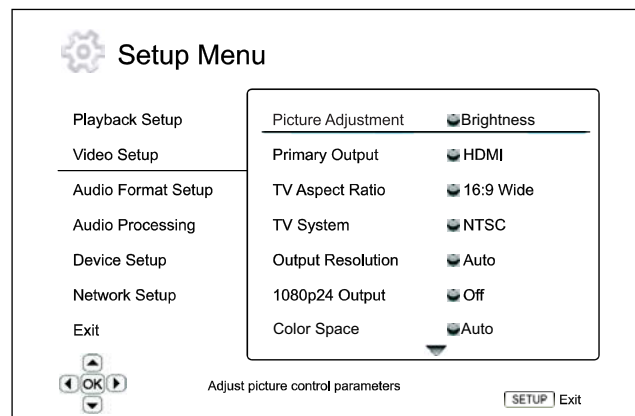 Setup Menu
Playback Setup
Video Setup
Audio Format Setup
Audio Processing
Device Setup
Network Setup
Exit
Picture Adjustment Brightness
Primary Output HDMI
TV Aspect Ratio 16:9 Wide
TV System NTSC
Output Resolution Auto
1080p24 Output Off
Color Space Auto
OK
Adjust picture control parameters
SETUP Exit